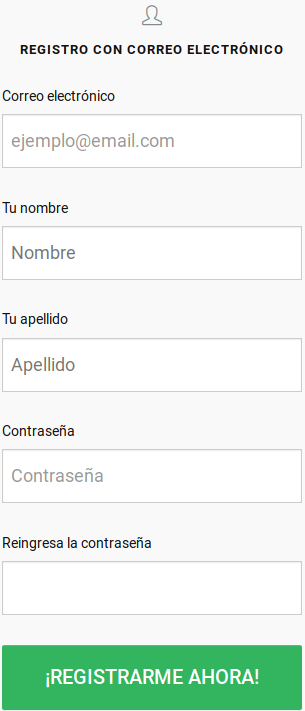 REGISTRO CON CORREO ELECTRÓNICO
Correo electrónico
ejemplo@email.com
Tu nombre
Nombre
Tu apellido
Apellido
Contraseña
Contraseña
Reingresa la contraseña
¡REGISTRARME AHORA!